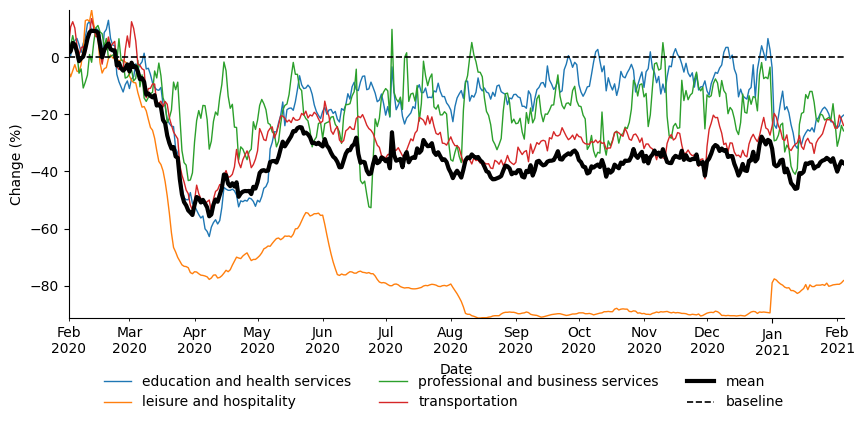 Change (%)
0
−20
−40
−60
−80
Feb Mar Apr May Jun Jul Aug Sep Oct Nov Dec Jan Feb
2020 2020 2020 2020 2020 2020 2020 2020 2020 2020 2020 2021 2021
Date
education and health services professional and business services mean
leisure and hospitality transportation baseline